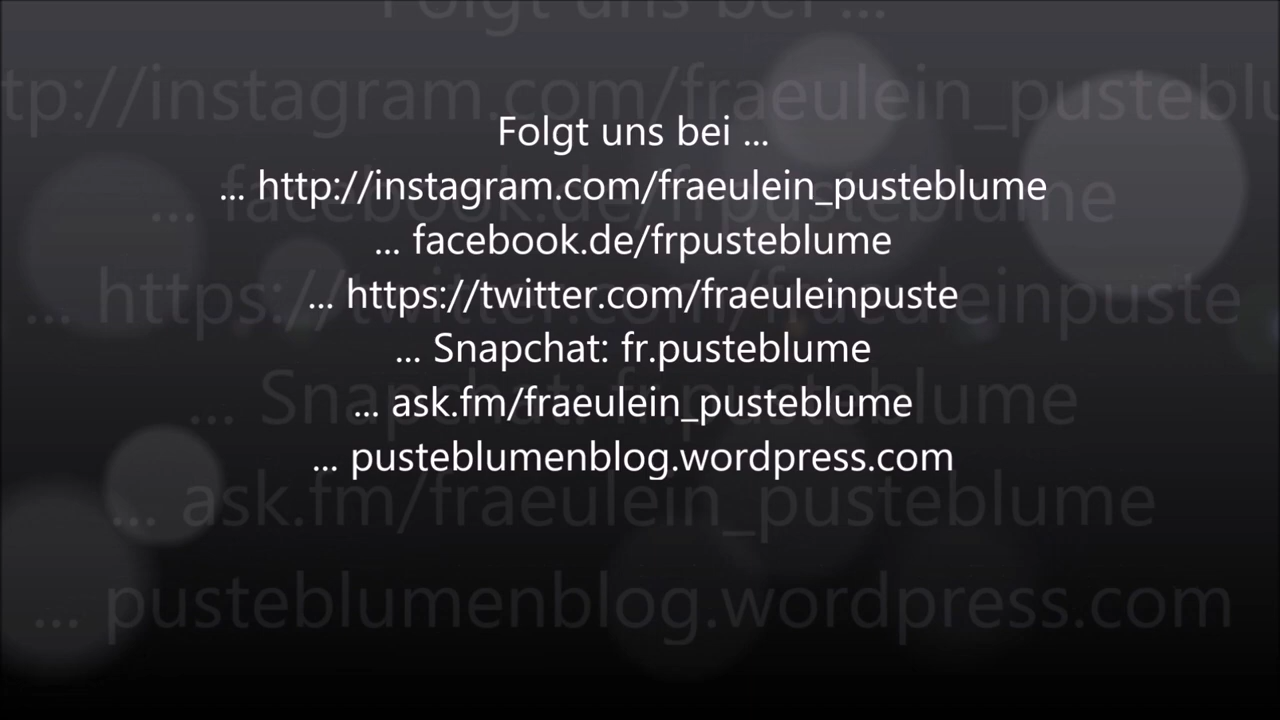 Folgt uns bei ...
... http://instagram.com/fraeulein_pusteblume
... facebook.de/frpusteblume
... https://twitter.com/fraeuleinpuste
... Snapchat: fr.pusteblume
... ask.fm/fraeulein_pusteblume
... pusteblumenblog.wordpress.com